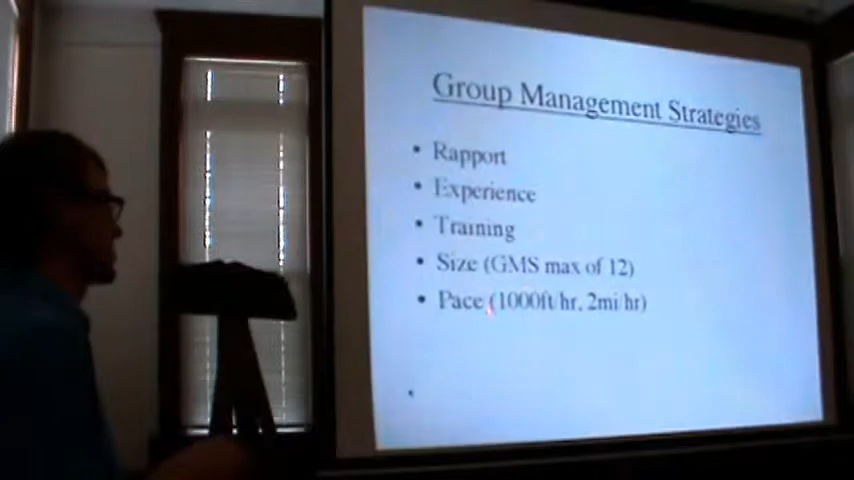 Group Management Strategies
• Rapport
• Experience
• Training
• Size (GMS max of 12)
• Pace (1000ft/hr, 2mi/hr)
•